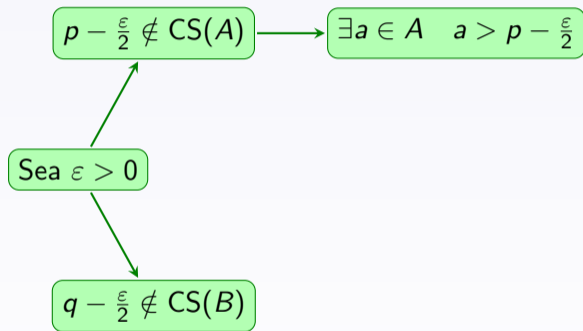 p − ε/2 ∉ CS(A)
∃a ∈ A a > p − ε/2
Sea ε > 0
q − ε/2 ∉ CS(B)